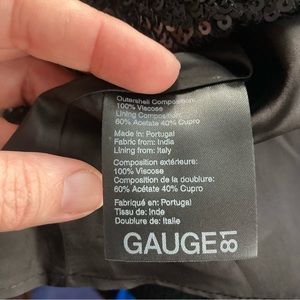 Outershell Composition:
100% Viscose
Lining Composition:
60% Acetate 40% Cupro
Made in: Portugal
Fabric from: India
Lining from: Italy
Composition extérieure:
100% Viscose
Composition de la doublure:
60% Acétate 40% Cupro
Fabriqué en: Portugal
Tissu de: Inde
Doublure de: Italie
GAUGE81